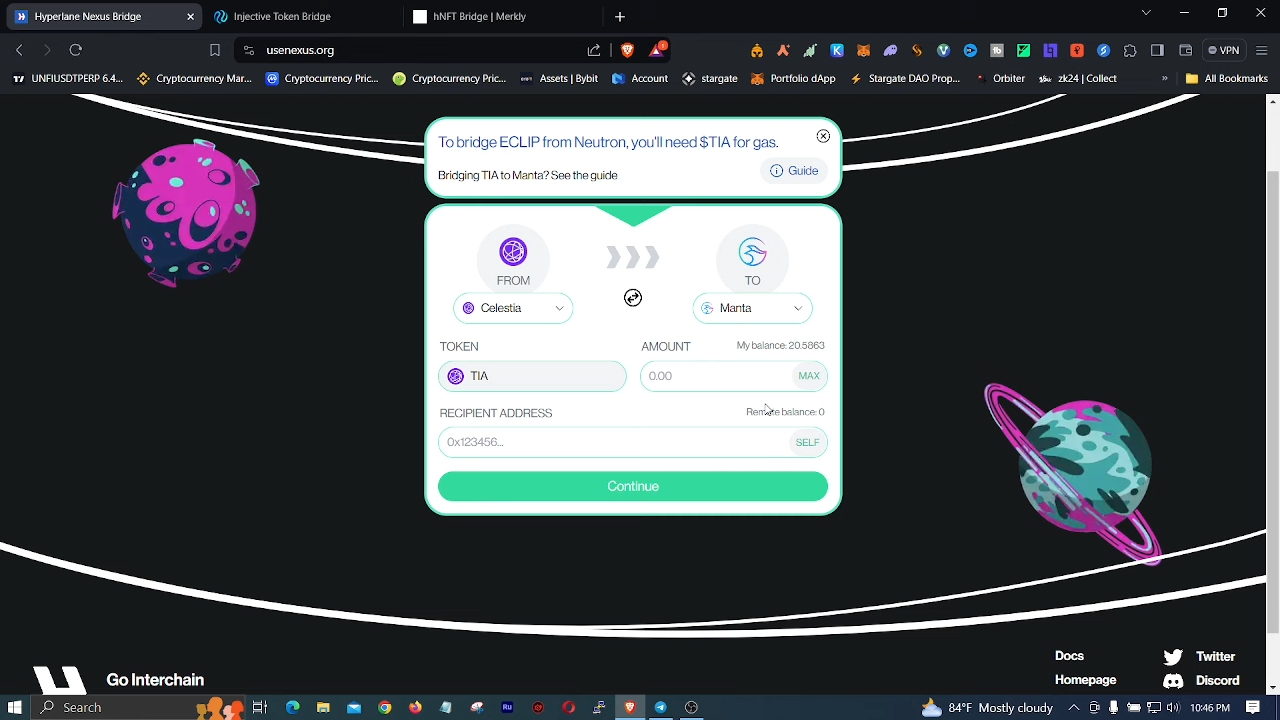 Hyperlane Nexus Bridge
Injective Token Bridge
hNFT Bridge | Merkly
usenexus.org
VPN
UNFIUSDTPERP 6.4...
Cryptocurrency Mar...
Cryptocurrency Pric...
Cryptocurrency Pric...
Assets | Bybit
Account
stargate
Portfolio dApp
Stargate DAO Prop...
Orbiter
zk24 | Collect
»
All Bookmarks
To bridge ECLIP from Neutron, you'll need $TIA for gas.
Bridging TIA to Manta? See the guide
Guide
FROM
TO
Celestia
Manta
TOKEN
AMOUNT
My balance: 20.5863
TIA
0.00
MAX
RECIPIENT ADDRESS
Remote balance: 0
0x123456...
SELF
Continue
Go Interchain
Docs
Twitter
Homepage
Discord
Search
Ru
84°F Mostly cloudy
10:46 PM